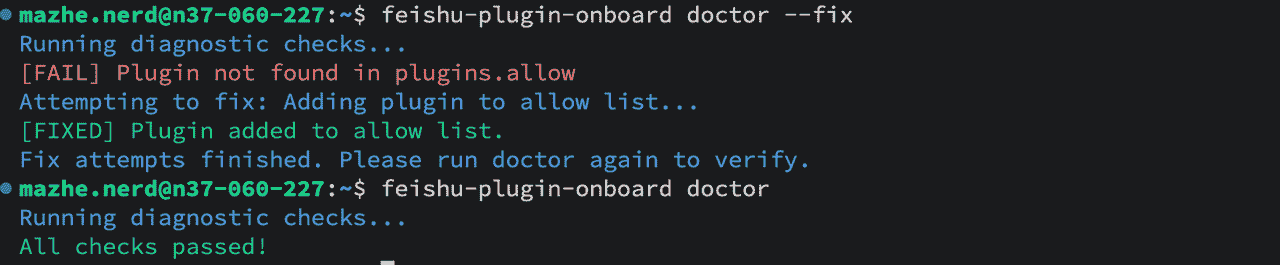 mazhe.nerd@n37-060-227:~$ feishu-plugin-onboard doctor --fix
Running diagnostic checks...
[FAIL] Plugin not found in plugins.allow
Attempting to fix: Adding plugin to allow list...
[FIXED] Plugin added to allow list.
Fix attempts finished. Please run doctor again to verify.
mazhe.nerd@n37-060-227:~$ feishu-plugin-onboard doctor
Running diagnostic checks...
All checks passed!